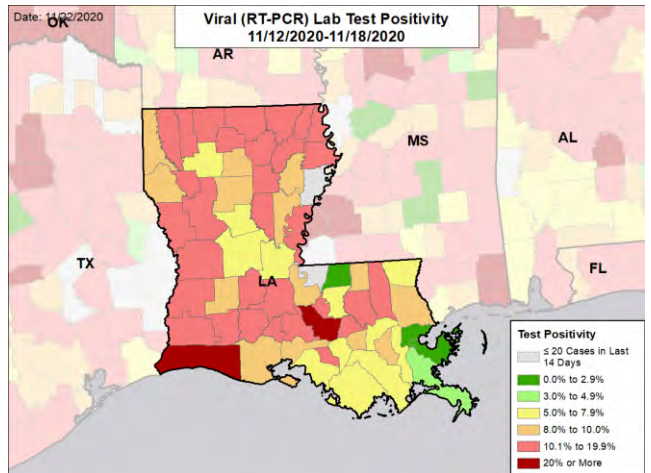 Date: 11/22/2020
Viral (RT-PCR) Lab Test Positivity
11/12/2020-11/18/2020
OK
AR
MS
AL
TX
LA
FL
Test Positivity
≤ 20 Cases in Last
14 Days
0.0% to 2.9%
3.0% to 4.9%
5.0% to 7.9%
8.0% to 10.0%
10.1% to 19.9%
20% or More